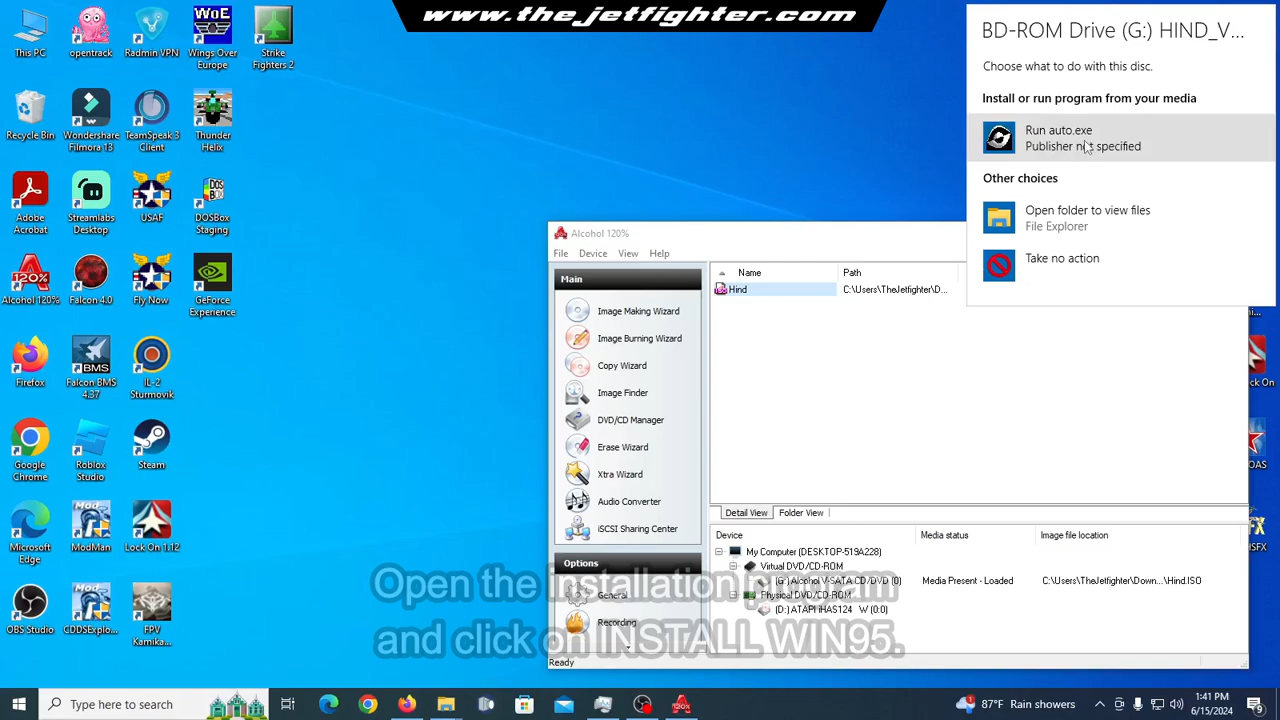 www.thejetfighter.com
This PC
opentrack
Radmin VPN
Wings Over
Europe
Strike
Fighters 2
Recycle Bin
Wondershare
Filmora 13
TeamSpeak 3
Client
Thunder
Helix
Adobe
Acrobat
Streamlabs
Desktop
USAF
DOSBox
Staging
Alcohol 120%
Falcon 4.0
Fly Now
GeForce
Experience
Firefox
Falcon BMS
4.37
IL-2
Sturmovik
Google
Chrome
Roblox
Studio
Steam
Microsoft
Edge
ModMan
Lock On 1.12
OBS Studio
CDDSExplo...
FPV
Kamika...
BD-ROM Drive (G:) HIND_V...
Choose what to do with this disc.
Install or run program from your media
Run auto.exe
Publisher not specified
Other choices
Open folder to view files
File Explorer
Take no action
Alcohol 120%
File Device View Help
Main
Image Making Wizard
Image Burning Wizard
Copy Wizard
Image Finder
DVD/CD Manager
Erase Wizard
Xtra Wizard
Audio Converter
iSCSI Sharing Center
Options
General
Recording
Name Path
Hind C:\Users\TheJetfighter\D...
Detail View Folder View
Device Media status Image file location
My Computer (DESKTOP-519A228)
Virtual DVD/CD-ROM
(G:) Alcohol V-SATA CD/DVD (0) Media Present - Loaded C:\Users\TheJetfighter\Down...\Hind.ISO
Physical DVD/CD-ROM
(D:) ATAPI iHAS124 W (0:0)
Ready
Open the installation program
and click on INSTALL WIN95.
Type here to search
87°F Rain showers
1:41 PM
6/15/2024